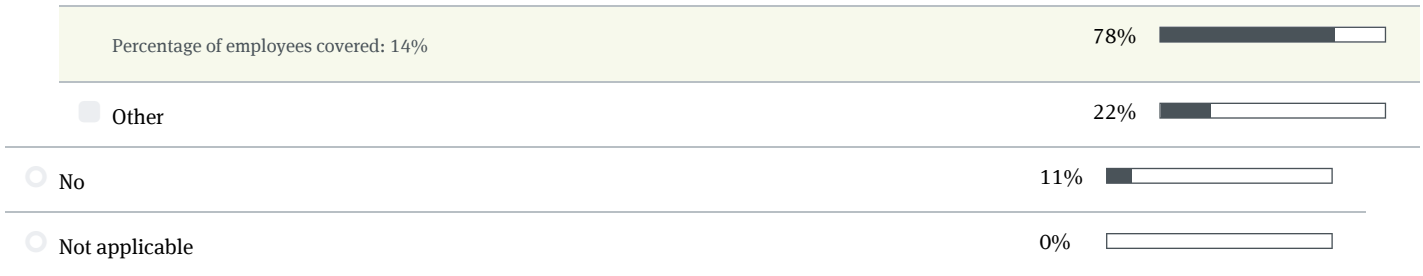 Percentage of employees covered: 14% 78%
Other 22%
No 11%
Not applicable 0%